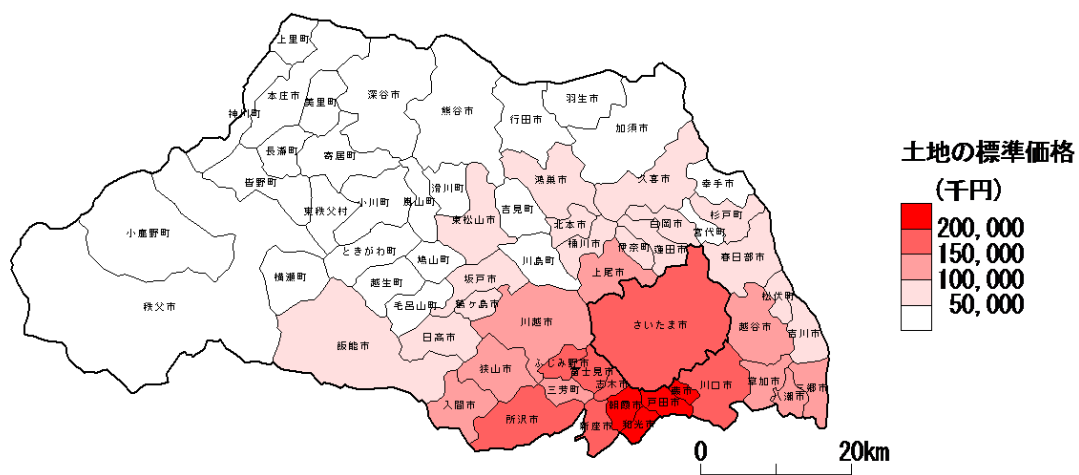 上里町
本庄市
美里町
深谷市
神川町
熊谷市
行田市
羽生市
加須市
長瀞町
寄居町
皆野町
小川町
嵐山町
滑川町
東秩父村
東松山市
吉見町
鴻巣市
久喜市
幸手市
小鹿野町
ときがわ町
鳩山町
川島町
北本市
桶川市
伊奈町
白岡市
蓮田市
宮代町
杉戸町
春日部市
横瀬町
越生町
毛呂山町
坂戸市
鶴ヶ島市
上尾市
松伏町
秩父市
飯能市
日高市
川越市
さいたま市
越谷市
吉川市
狭山市
ふじみ野市
富士見市
志木市
三芳町
入間市
所沢市
新座市
朝霞市
和光市
戸田市
蕨市
川口市
草加市
八潮市
三郷市
土地の標準価格
(千円)
200,000
150,000
100,000
50,000
0 20km